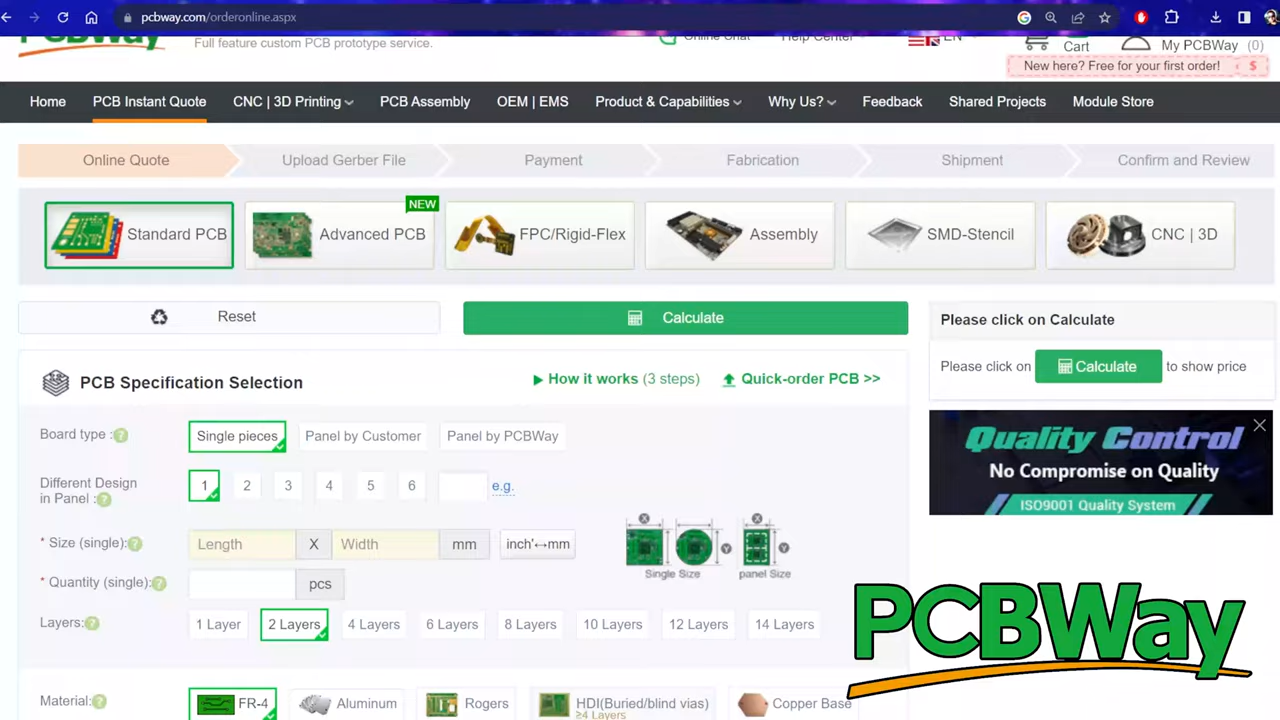 pcbway.com/orderonline.aspx
PCBWay
Full feature custom PCB prototype service.
Online Chat
Help Center
EN
Cart
My PCBWay (0)
New here? Free for your first order! $
Home
PCB Instant Quote
CNC | 3D Printing
PCB Assembly
OEM | EMS
Product & Capabilities
Why Us?
Feedback
Shared Projects
Module Store
Online Quote
Upload Gerber File
Payment
Fabrication
Shipment
Confirm and Review
NEW
Standard PCB
Advanced PCB
FPC/Rigid-Flex
Assembly
SMD-Stencil
CNC | 3D
Reset
Calculate
Please click on Calculate
Please click on Calculate to show price
PCB Specification Selection
How it works (3 steps)
Quick-order PCB >>
Quality Control
No Compromise on Quality
ISO9001 Quality System
Board type :?
Single pieces
Panel by Customer
Panel by PCBWay
Different Design
in Panel :?
1 2 3 4 5 6 e.g.
* Size (single):?
Length X Width mm
inch'↔mm
X X
Y Y
Single Size
panel Size
* Quantity (single):?
pcs
Layers:?
1 Layer
2 Layers
4 Layers
6 Layers
8 Layers
10 Layers
12 Layers
14 Layers
PCBWay
Material:?
FR-4
Aluminum
Rogers
HDI(Buried/blind vias)
≥4 Layers
Copper Base